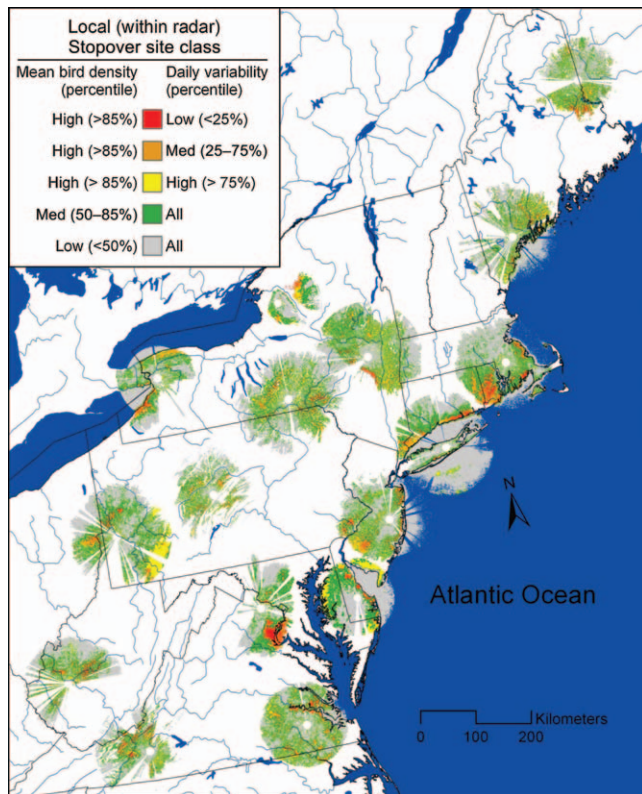 Local (within radar)
Stopover site class
Mean bird density Daily variability
(percentile) (percentile)
High (>85%) Low (<25%)
High (>85%) Med (25–75%)
High (> 85%) High (> 75%)
Med (50–85%) All
Low (<50%) All
N
Atlantic Ocean
Kilometers
0 100 200